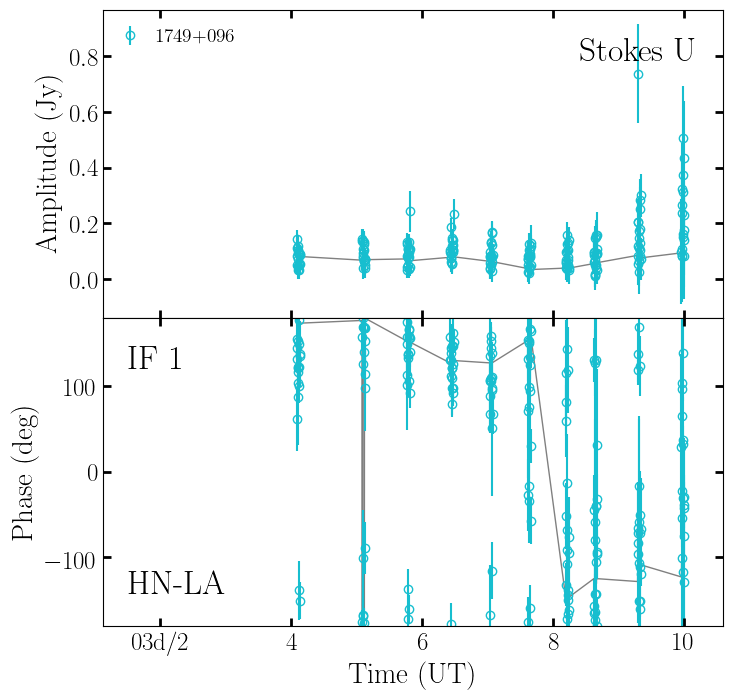 1749+096
Stokes U
0.8
0.6
0.4
0.2
0.0
Amplitude (Jy)
IF 1
100
0
−100
Phase (deg)
HN-LA
03d/2
4
6
8
10
Time (UT)